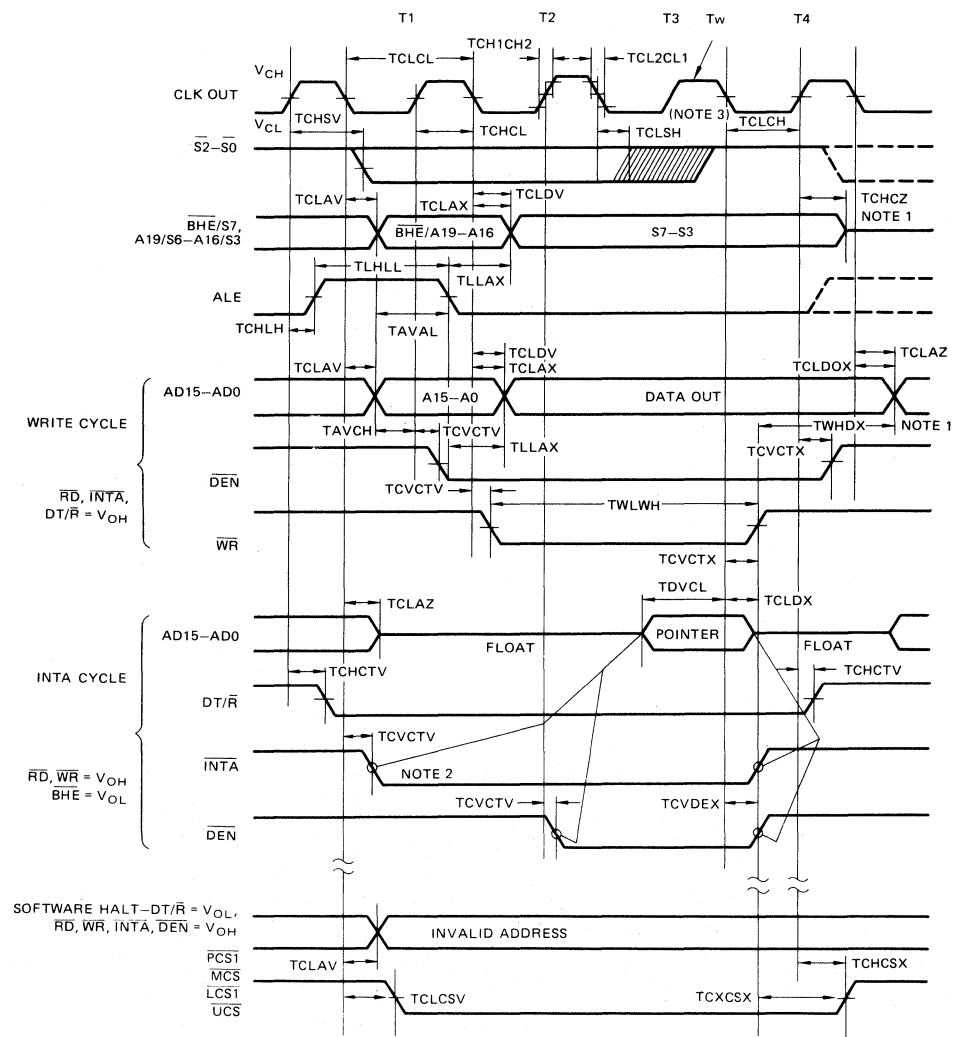 T1 T2 T3 Tw T4
TCH1CH2
TCLCL TCL2CL1
VCH
CLK OUT
(NOTE 3)
VCL TCHSV TCHCL TCLSH TCLCH
S2–S0
TCLAV TCLDV
TCLAX TCHCZ
NOTE 1
BHE/S7,
A19/S6–A16/S3 BHE/A19–A16 S7–S3
TLHLL TLLAX
ALE
TCHLH TAVAL
TCLAV TCLDV TCLAZ
TCLAX TCLDOX
AD15–AD0 A15–A0 DATA OUT
WRITE CYCLE TAVCH TCVCTV TWHDX NOTE 1
TLLAX TCVCTX
DEN
RD, INTA,
DT/R = VOH
TCVCTV TWLWH
WR
TCVCTX
TDVCL TCLDX
TCLAZ
AD15–AD0 POINTER
FLOAT FLOAT
INTA CYCLE TCHCTV TCHCTV
DT/R
TCVCTV
INTA NOTE 2
RD, WR = VOH
BHE = VOL
TCVCTV TCVDEX
DEN
SOFTWARE HALT–DT/R = VOL,
RD, WR, INTA, DEN = VOH INVALID ADDRESS
PCS1
TCLAV TCHCSX
MCS
LCS1 TCLCSV TCXCSX
UCS